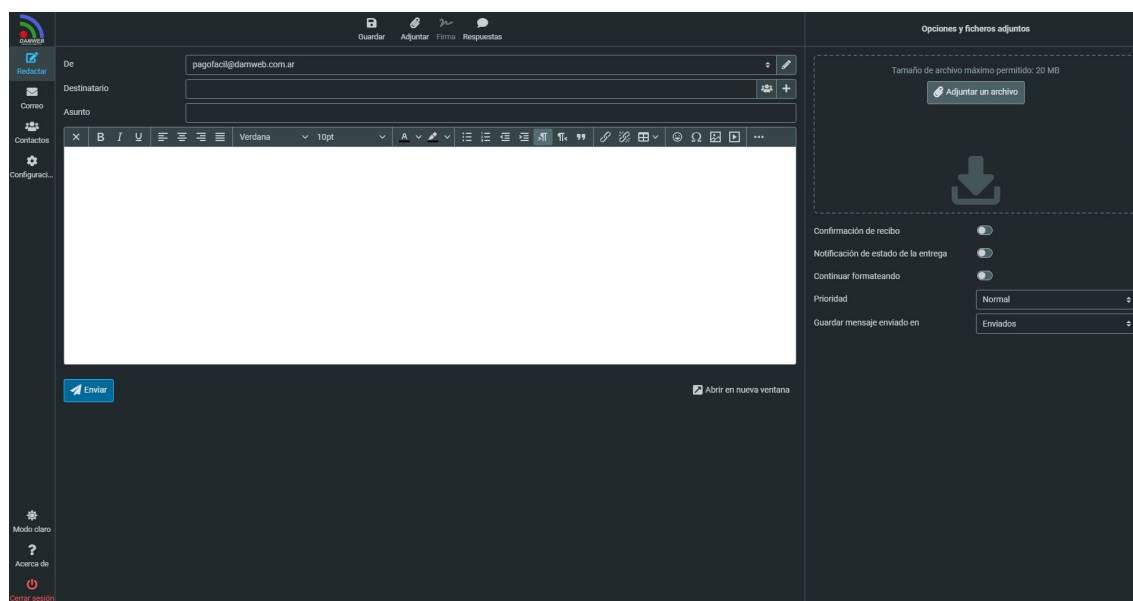 DAMWEB
Redactar
Correo
Contactos
Configuraci...
Modo claro
Acerca de
Cerrar sesión
Guardar Adjuntar Firma Respuestas
De pagofacil@damweb.com.ar
Destinatario
Asunto
Verdana 10pt
Enviar
Abrir en nueva ventana
Opciones y ficheros adjuntos
Tamaño de archivo máximo permitido: 20 MB
Adjuntar un archivo
Confirmación de recibo
Notificación de estado de la entrega
Continuar formateando
Prioridad Normal
Guardar mensaje enviado en Enviados